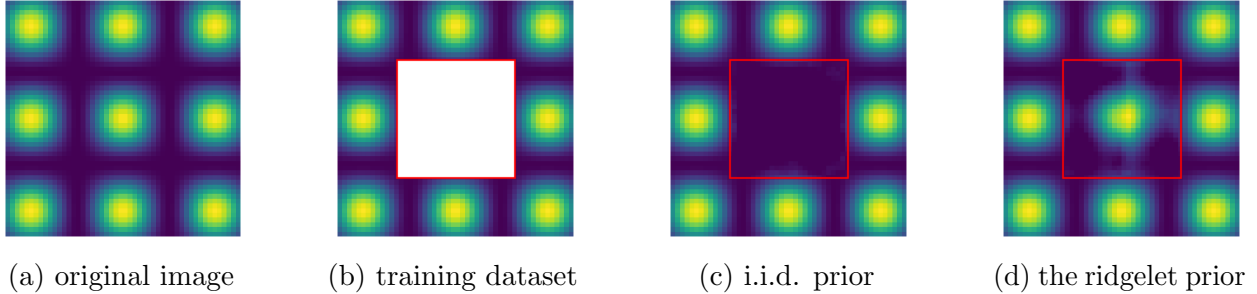 (a) original image
(b) training dataset
(c) i.i.d. prior
(d) the ridgelet prior